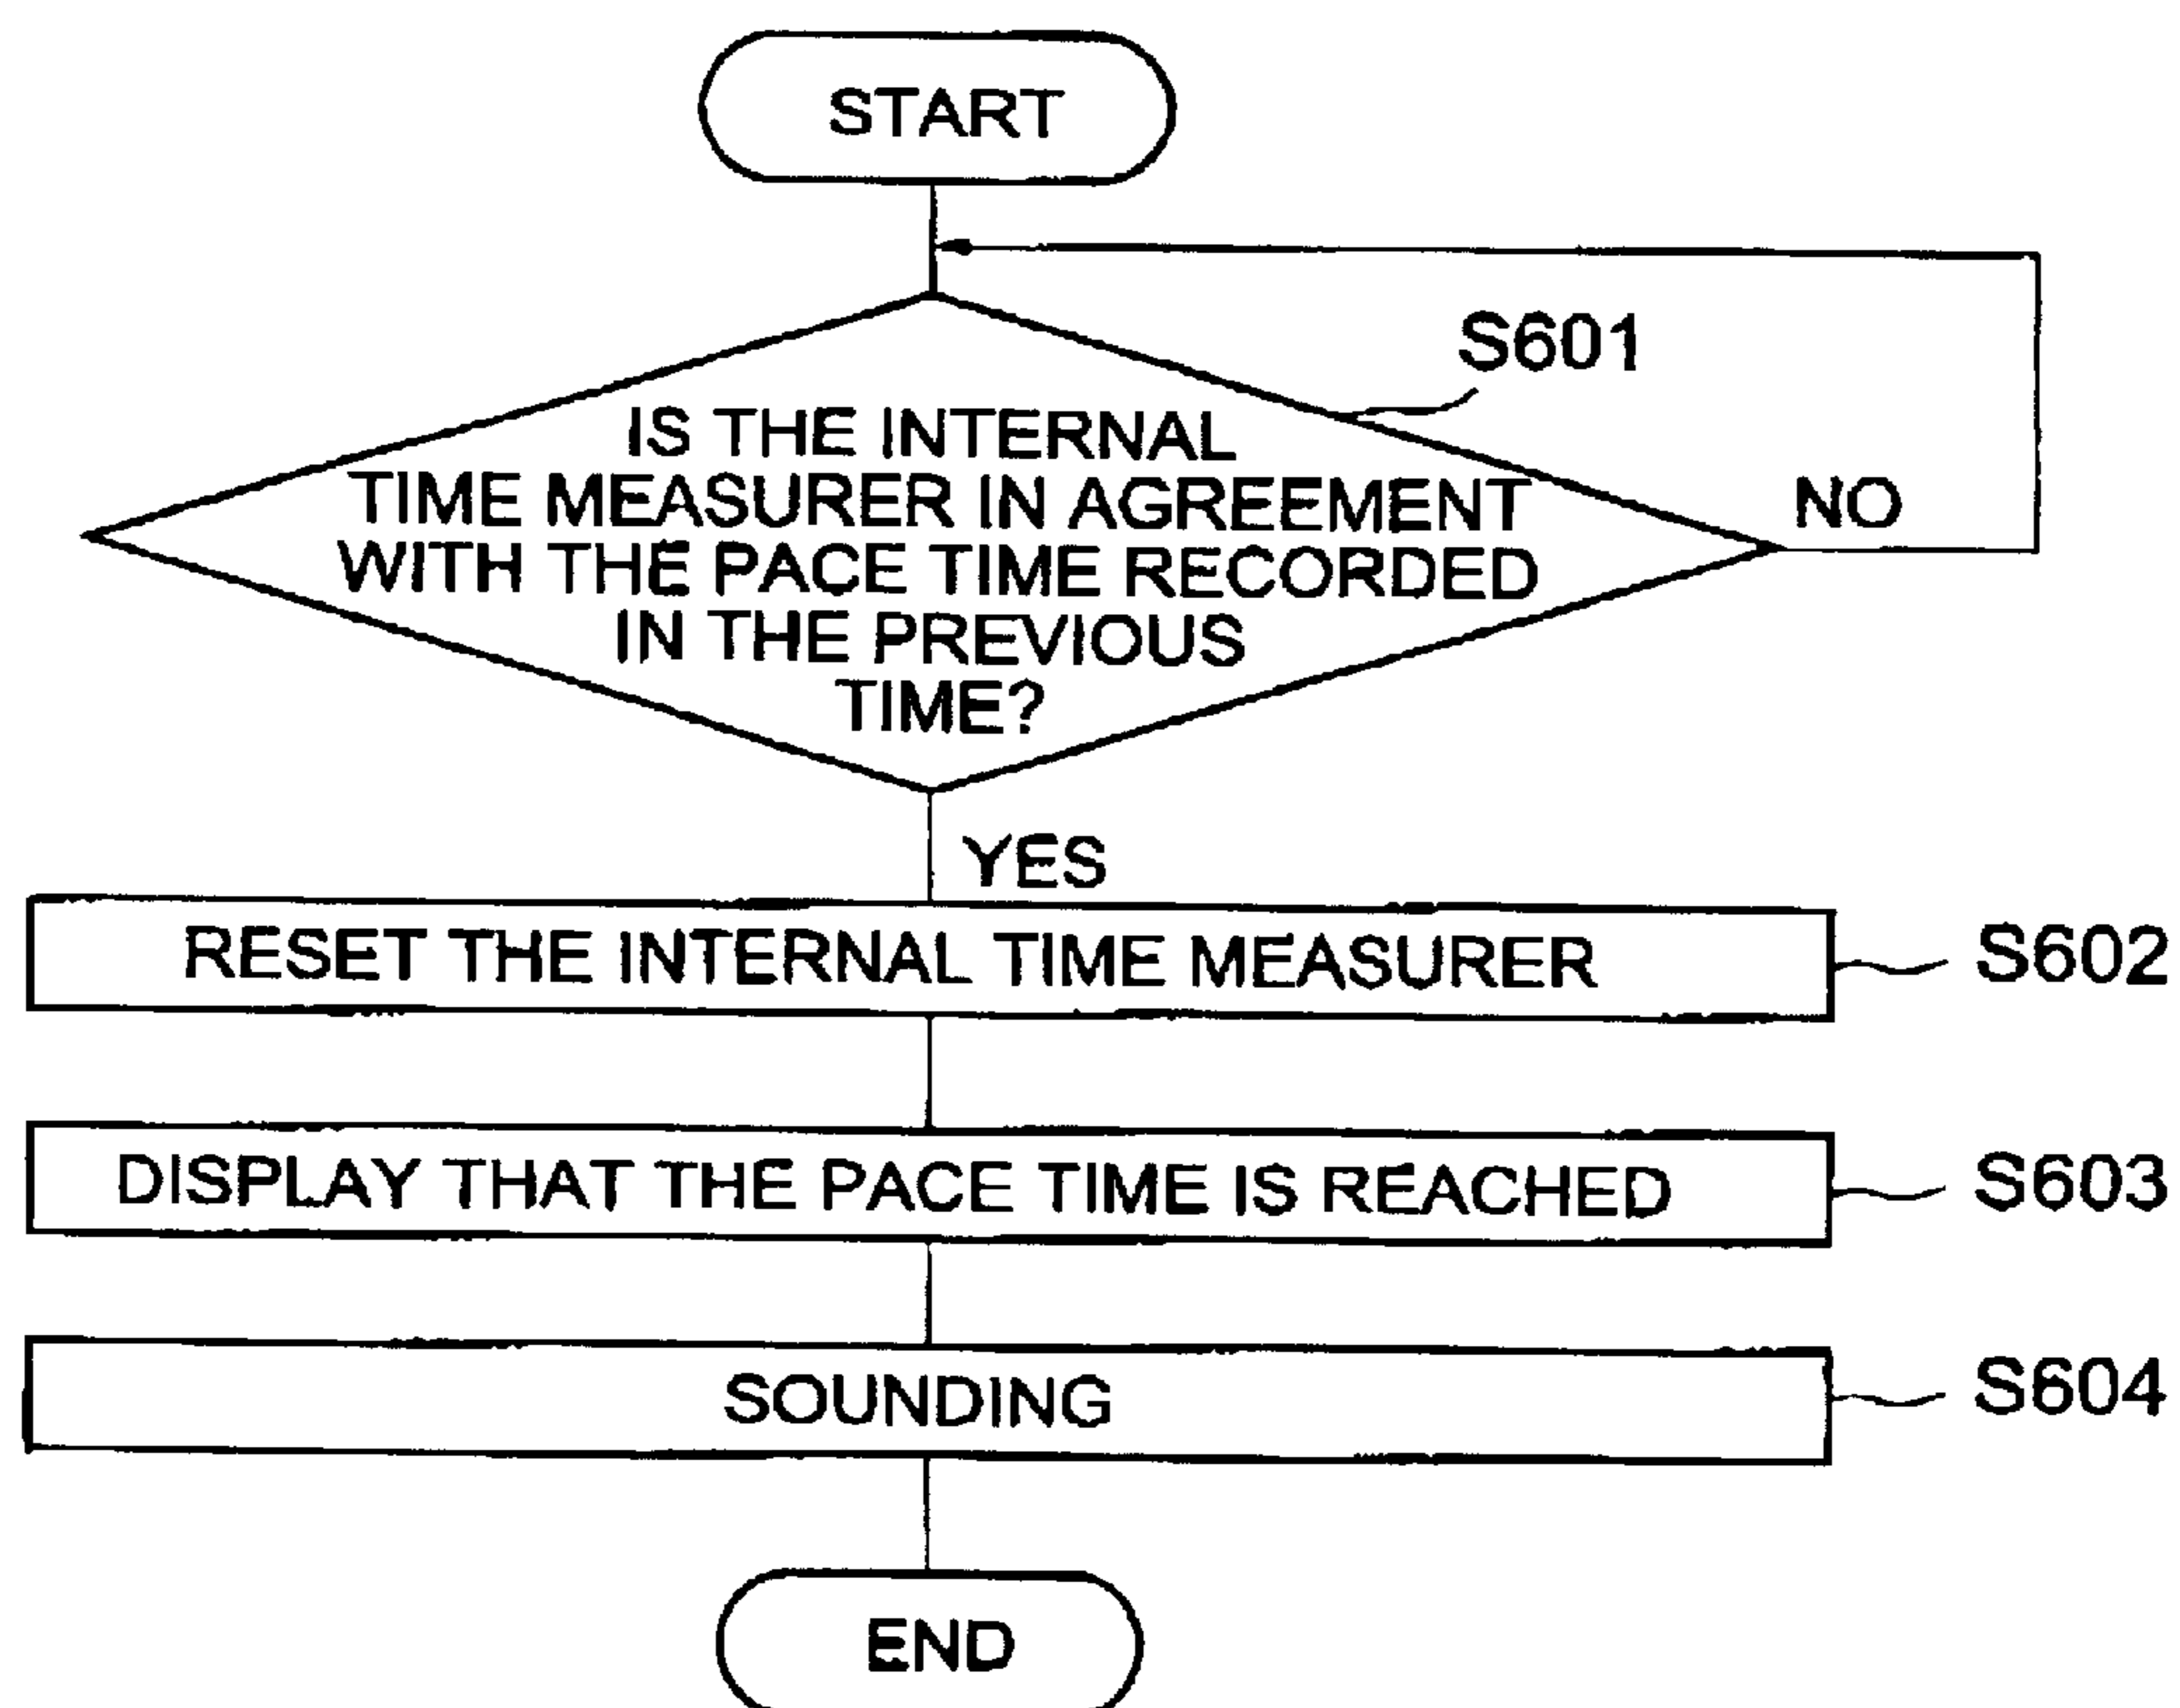 START
S601
IS THE INTERNAL
TIME MEASURER IN AGREEMENT
WITH THE PACE TIME RECORDED
IN THE PREVIOUS
TIME?
NO
YES
RESET THE INTERNAL TIME MEASURER
S602
DISPLAY THAT THE PACE TIME IS REACHED
S603
SOUNDING
S604
END